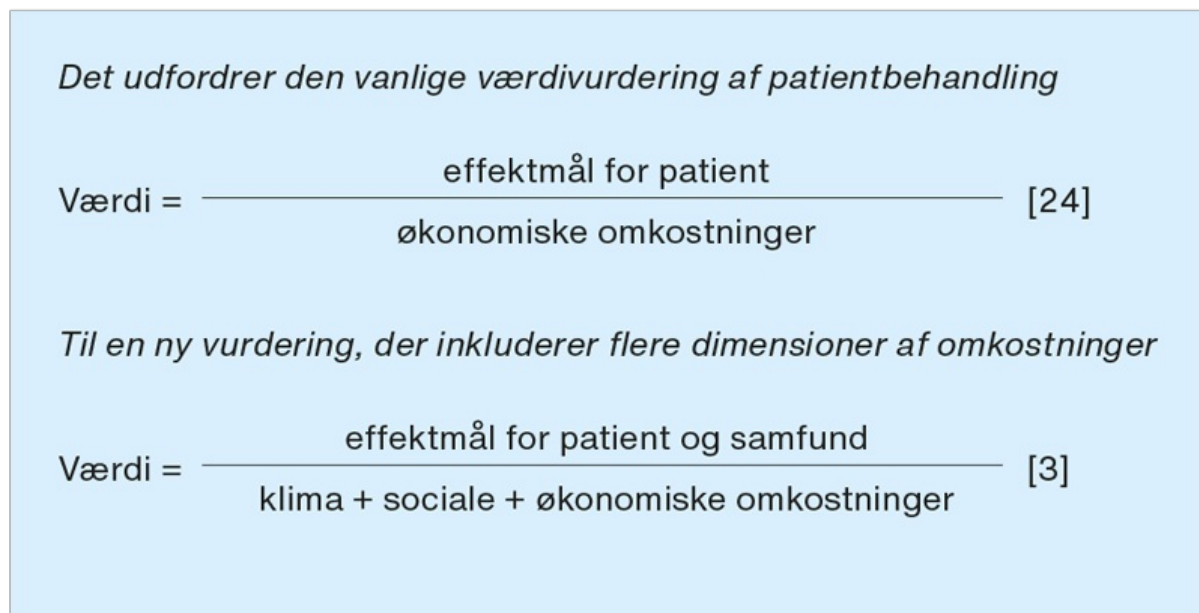 Det udfordrer den vanlige værdivurdering af patientbehandling
effektmål for patient
Værdi = [24]
økonomiske omkostninger
Til en ny vurdering, der inkluderer flere dimensioner af omkostninger
effektmål for patient og samfund
Værdi = [3]
klima + sociale + økonomiske omkostninger